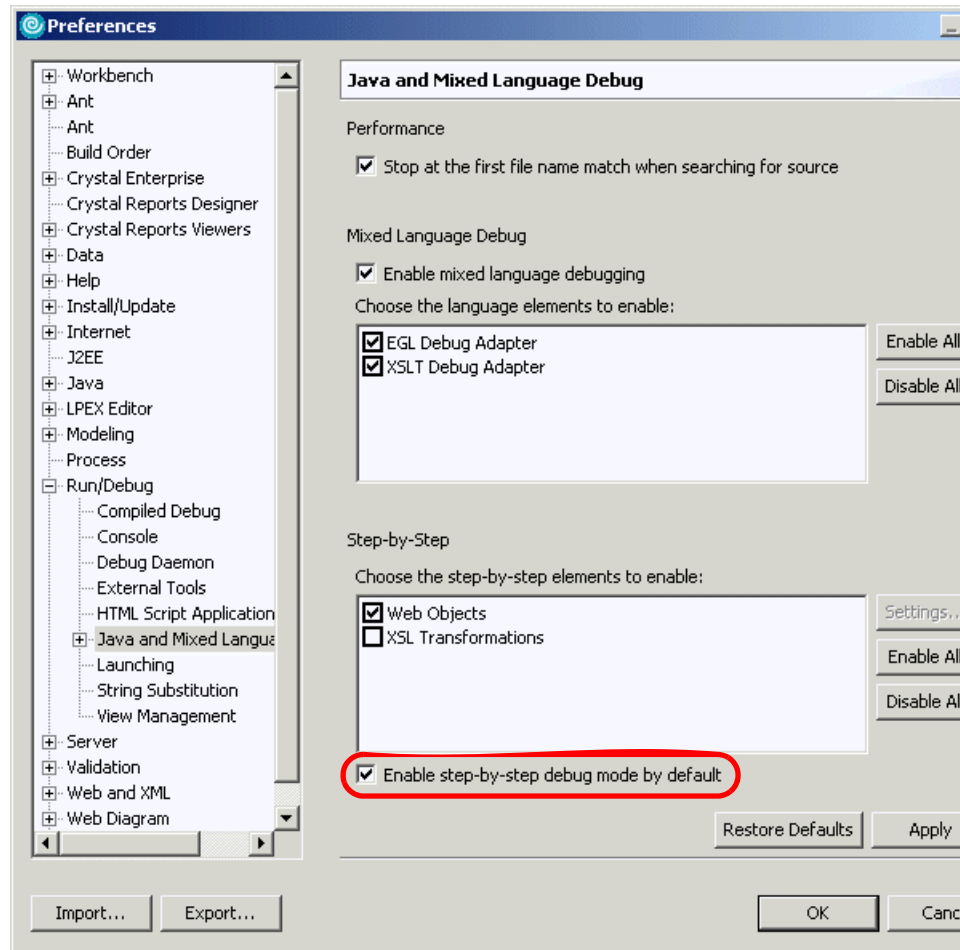 Preferences
Workbench
Ant
Ant
Build Order
Crystal Enterprise
Crystal Reports Designer
Crystal Reports Viewers
Data
Help
Install/Update
Internet
J2EE
Java
LPEX Editor
Modeling
Process
Run/Debug
Compiled Debug
Console
Debug Daemon
External Tools
HTML Script Application
Java and Mixed Langua
Launching
String Substitution
View Management
Server
Validation
Web and XML
Web Diagram
Java and Mixed Language Debug
Performance
Stop at the first file name match when searching for source
Mixed Language Debug
Enable mixed language debugging
Choose the language elements to enable:
EGL Debug Adapter
XSLT Debug Adapter
Enable All
Disable All
Step-by-Step
Choose the step-by-step elements to enable:
Web Objects
XSL Transformations
Settings..
Enable All
Disable All
Enable step-by-step debug mode by default
Restore Defaults
Apply
Import...
Export...
OK
Canc